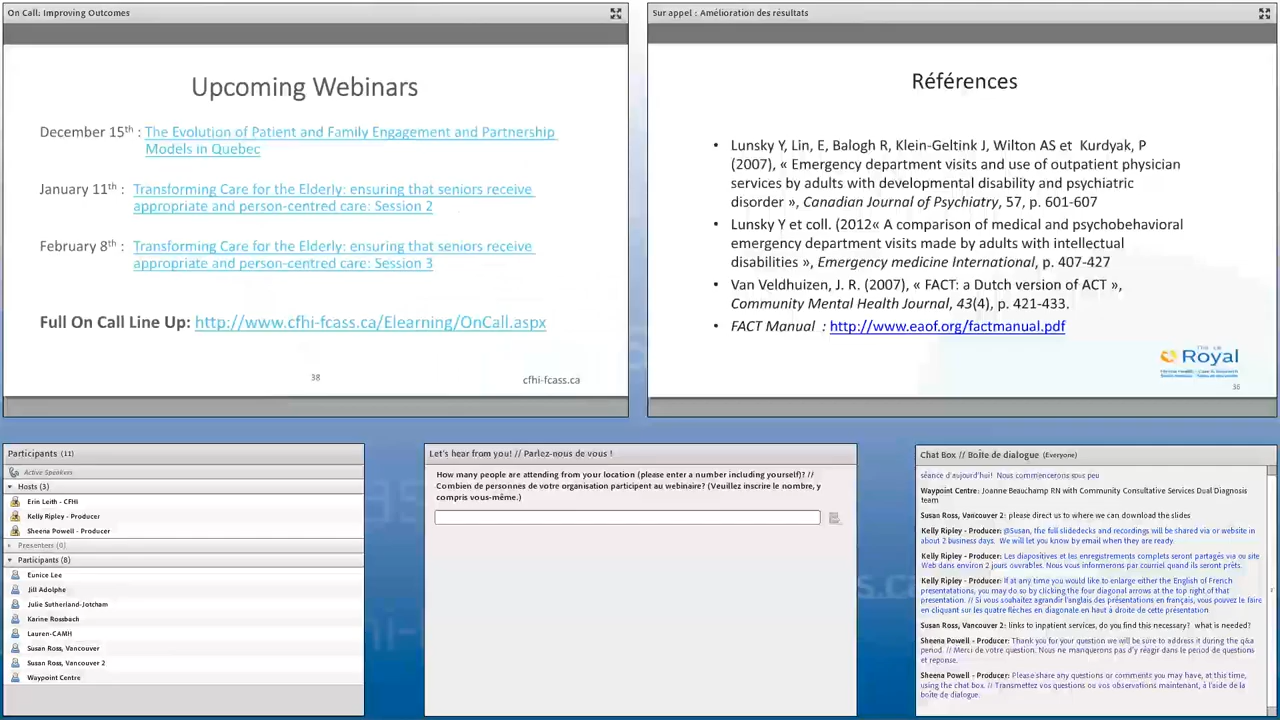 On Call: Improving Outcomes
Upcoming Webinars
December 15th : The Evolution of Patient and Family Engagement and Partnership
Models in Quebec
January 11th : Transforming Care for the Elderly: ensuring that seniors receive
appropriate and person-centred care: Session 2
February 8th : Transforming Care for the Elderly: ensuring that seniors receive
appropriate and person-centred care: Session 3
Full On Call Line Up: http://www.cfhi-fcass.ca/Elearning/OnCall.aspx
38
cfhi-fcass.ca
Sur appel : Amélioration des résultats
Références
• Lunsky Y, Lin, E, Balogh R, Klein-Geltink J, Wilton AS et Kurdyak, P
(2007), « Emergency department visits and use of outpatient physician
services by adults with developmental disability and psychiatric
disorder », Canadian Journal of Psychiatry, 57, p. 601-607
• Lunsky Y et coll. (2012« A comparison of medical and psychobehavioral
emergency department visits made by adults with intellectual
disabilities », Emergency medicine International, p. 407-427
• Van Veldhuizen, J. R. (2007), « FACT: a Dutch version of ACT »,
Community Mental Health Journal, 43(4), p. 421-433.
• FACT Manual : http://www.eaof.org/factmanual.pdf
Royal
36
Participants (11)
Active Speakers
Hosts (3)
Erin Leith - CFHI
Kelly Ripley - Producer
Sheena Powell - Producer
Presenters (0)
Participants (8)
Eunice Lee
Jill Adolphe
Julie Sutherland-Jotcham
Karine Rossbach
Lauren-CAMH
Susan Ross, Vancouver
Susan Ross, Vancouver 2
Waypoint Centre
Let's hear from you! // Parlez-nous de vous !
How many people are attending from your location (please enter a number including yourself)? //
Combien de personnes de votre organisation participent au webinaire? (Veuillez inscrire le nombre, y
compris vous-même.)
Chat Box // Boîte de dialogue (Everyone)
séance d'aujourd'hui! Nous commencerons sous peu
Waypoint Centre: Joanne Beauchamp RN with Community Consultative Services Dual Diagnosis
team
Susan Ross, Vancouver 2: please direct us to where we can download the slides
Kelly Ripley - Producer: @Susan, the full slidedecks and recordings will be shared via or website in
about 2 business days. We will let you know by email when they are ready.
Kelly Ripley - Producer: Les diapositives et les enregistrements complets seront partagés via ou site
Web dans environ 2 jours ouvrables. Nous vous informerons par courriel quand ils seront prêts.
Kelly Ripley - Producer: If at any time you would like to enlarge either the English of French
presentatations, you may do so by clicking the four diagonal arrows at the top right of that
presentation. // Si vous souhaitez agrandir l'anglais des présentations en français, vous pouvez le faire
en cliquant sur les quatre flèches en diagonale en haut à droite de cette présentation
Susan Ross, Vancouver 2: links to inpatient services, do you find this necessary? what is needed?
Sheena Powell - Producer: Thank you for your question we will be sure to address it during the q&a
period. // Merci de votre question. Nous ne manquerons pas d'y réagir dans le period de questions
et reponse.
Sheena Powell - Producer: Please share any questions or comments you may have, at this time,
using the chat box. // Transmettez vos questions ou vos observations maintenant, à l'aide de la
boîte de dialogue.